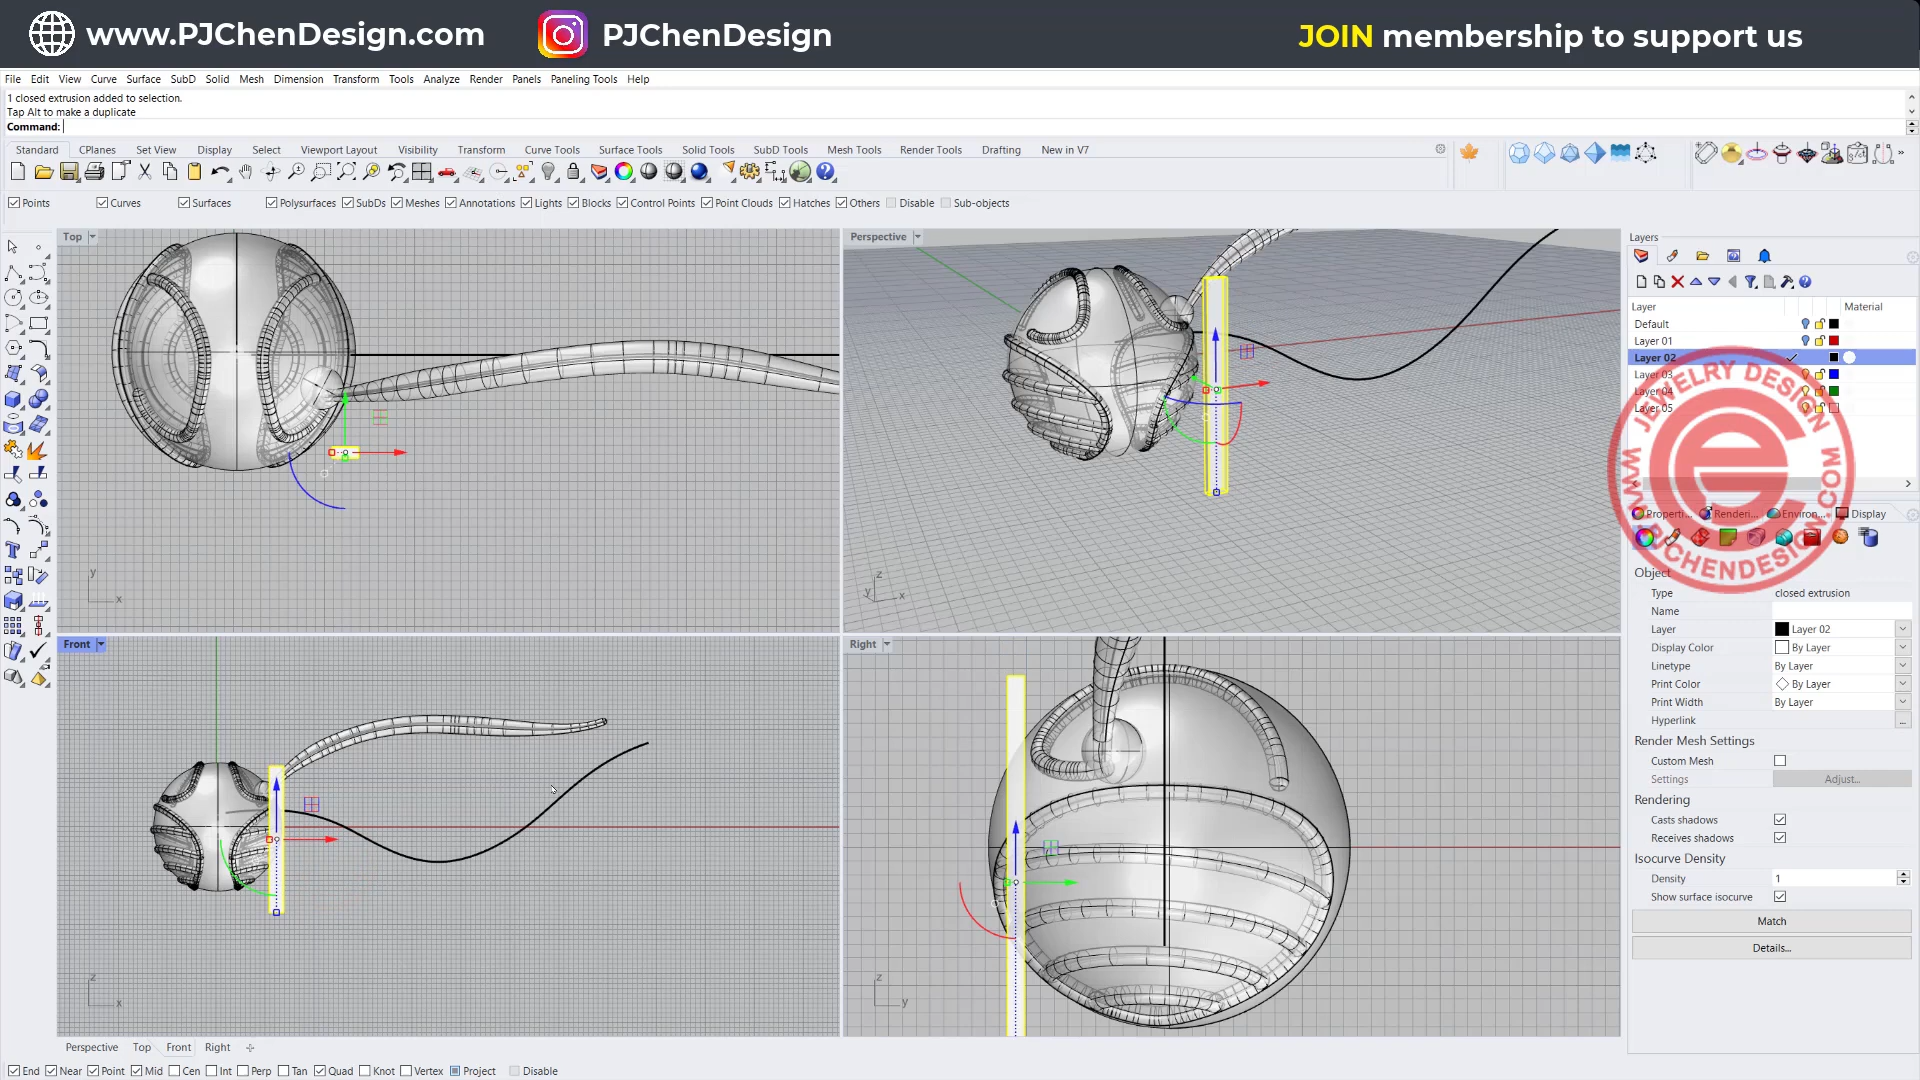 www.PJChenDesign.com PJChenDesign JOIN membership to support us
File Edit View Curve Surface SubD Solid Mesh Dimension Transform Tools Analyze Render Panels Paneling Tools Help
1 closed extrusion added to selection.
Tap Alt to make a duplicate
Command:
Standard CPlanes Set View Display Select Viewport Layout Visibility Transform Curve Tools Surface Tools Solid Tools SubD Tools Mesh Tools Render Tools Drafting New in V7
Points Curves Surfaces Polysurfaces SubDs Meshes Annotations Lights Blocks Control Points Point Clouds Hatches Others Disable Sub-objects
Top
Perspective
Layers
Layer Material
Default
Layer 01
Layer 02
Layer 03
Layer 04
Layer 05
JEWELRY DESIGN
WWW.PJCHENDESIGN.COM
Properti... Renderi... Environ... Display
Object
Type closed extrusion
Name
Layer Layer 02
Display Color By Layer
Linetype By Layer
Print Color By Layer
Print Width By Layer
Hyperlink ...
Render Mesh Settings
Custom Mesh
Settings Adjust...
Rendering
Casts shadows
Receives shadows
Isocurve Density
Density 1
Show surface isocurve
Match
Details...
y
x
z
y
x
Front
Right
z
x
z
y
Perspective Top Front Right
End Near Point Mid Cen Int Perp Tan Quad Knot Vertex Project Disable